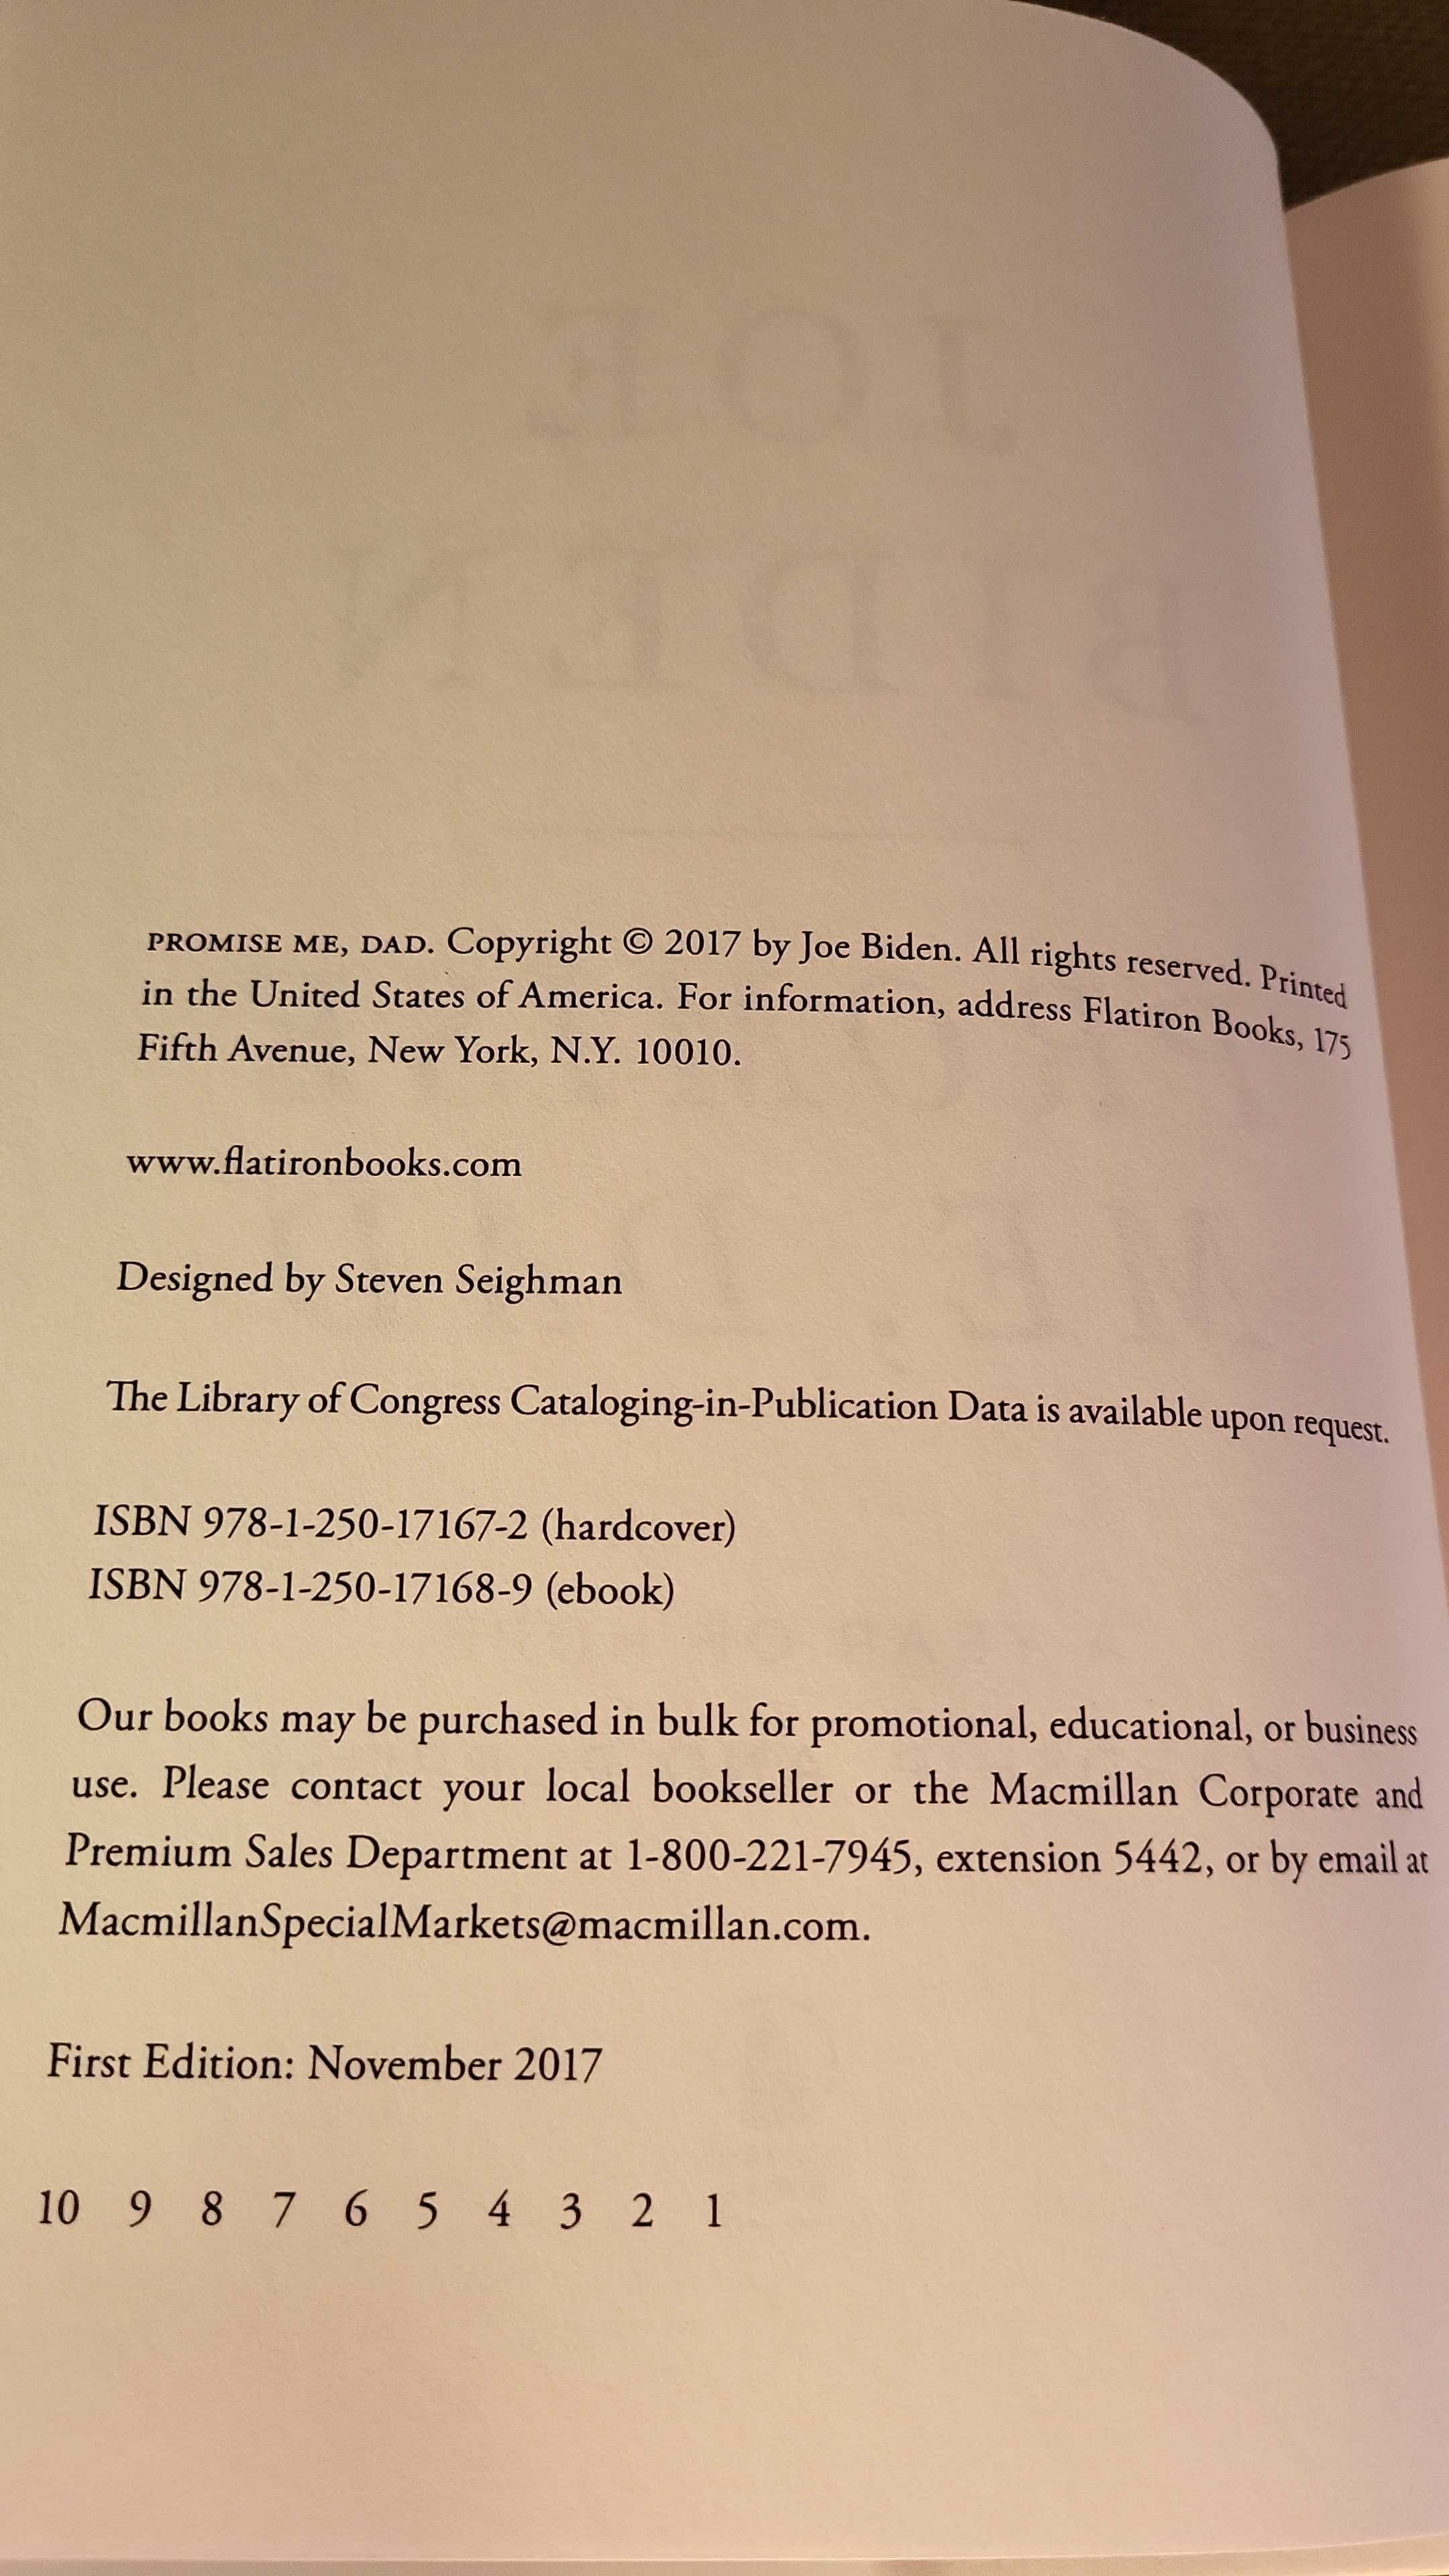 JOE
BIDEN
PROMISE ME, DAD. Copyright © 2017 by Joe Biden. All rights reserved. Printed
in the United States of America. For information, address Flatiron Books, 175
Fifth Avenue, New York, N.Y. 10010.
www.flatironbooks.com
Designed by Steven Seighman
The Library of Congress Cataloging-in-Publication Data is available upon request.
ISBN 978-1-250-17167-2 (hardcover)
ISBN 978-1-250-17168-9 (ebook)
Our books may be purchased in bulk for promotional, educational, or business
use. Please contact your local bookseller or the Macmillan Corporate and
Premium Sales Department at 1-800-221-7945, extension 5442, or by email at
MacmillanSpecialMarkets@macmillan.com.
First Edition: November 2017
10 9 8 7 6 5 4 3 2 1